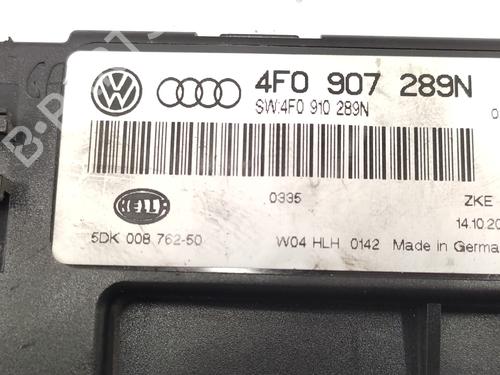 4F0 907 289N
SW:4F0 910 289N
0335
ZKE
HELLA
14.10.20
5DK 008 762-50
W04 HLH 0142 Made in Germa